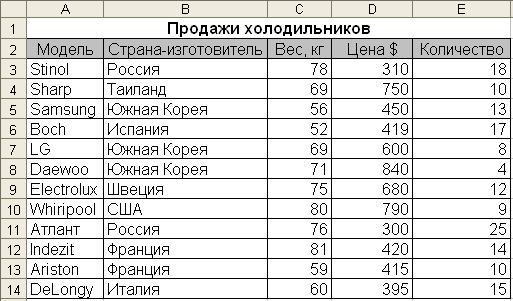 A B C D E
1 Продажи холодильников
2 Модель Страна-изготовитель Вес, кг Цена $ Количество
3 Stinol Россия 78 310 18
4 Sharp Таиланд 69 750 10
5 Samsung Южная Корея 56 450 13
6 Boch Испания 52 419 17
7 LG Южная Корея 69 600 8
8 Daewoo Южная Корея 71 840 4
9 Electrolux Швеция 75 680 12
10 Whiripool США 80 790 9
11 Атлант Россия 76 300 25
12 Indezit Франция 81 420 14
13 Ariston Франция 59 415 10
14 DeLongy Италия 60 395 15